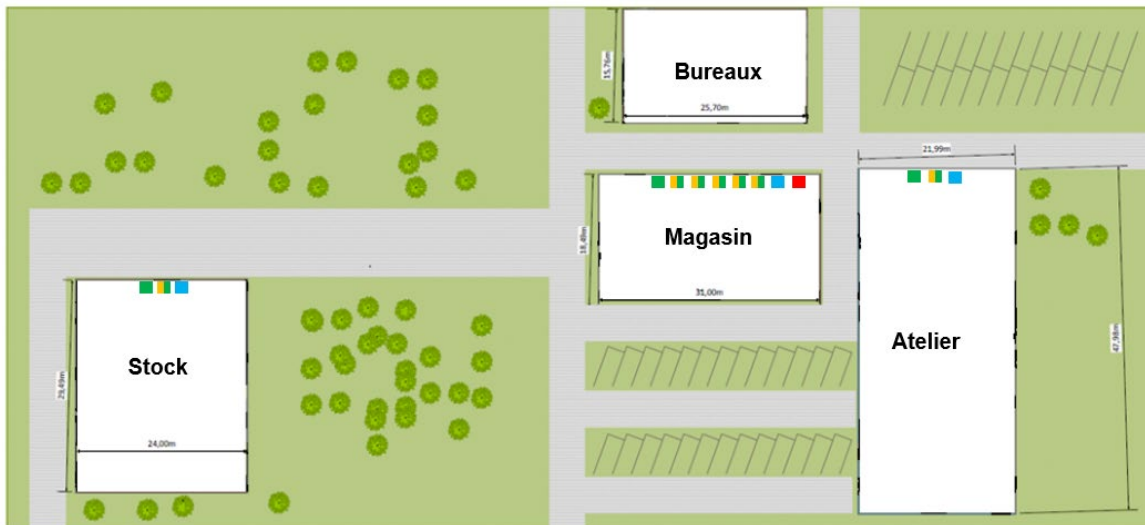 Bureaux
15,76m
25,70m
21,99m
Magasin
18,49m
31,00m
Atelier
47,98m
Stock
29,49m
24,00m